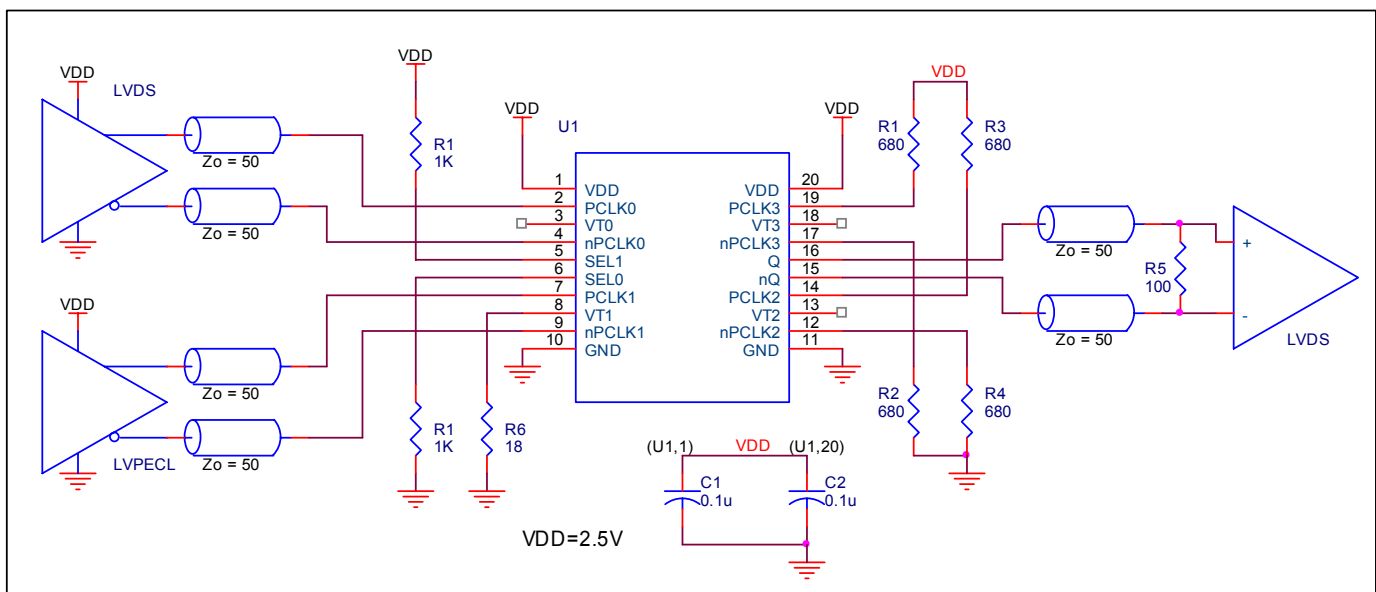 VDD
LVDS
Zo = 50
Zo = 50
VDD
R1
1K
VDD
U1
VDD
VDD
R1
680
R3
680
1
VDD
2
PCLK0
3
VT0
4
nPCLK0
5
SEL1
6
SEL0
7
PCLK1
8
VT1
9
nPCLK1
10
GND
20
VDD
19
PCLK3
18
VT3
17
nPCLK3
16
Q
15
nQ
14
PCLK2
13
VT2
12
nPCLK2
11
GND
Zo = 50
R5
100
Zo = 50
+
-
LVDS
VDD
Zo = 50
Zo = 50
LVPECL
R1
1K
R6
18
R2
680
R4
680
(U1,1)
VDD
(U1,20)
C1
0.1u
C2
0.1u
VDD=2.5V